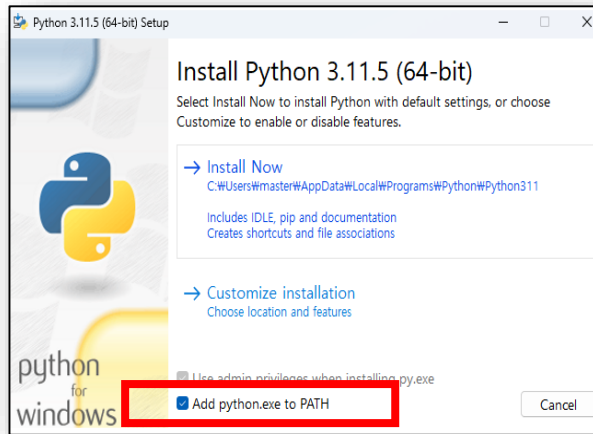 Python 3.11.5 (64-bit) Setup
Install Python 3.11.5 (64-bit)
Select Install Now to install Python with default settings, or choose
Customize to enable or disable features.
→ Install Now
C:₩Users₩master₩AppData₩Local₩Programs₩Python₩Python311
Includes IDLE, pip and documentation
Creates shortcuts and file associations
→ Customize installation
Choose location and features
Use admin privileges when installing py.exe
Add python.exe to PATH
Cancel
python
for
windows